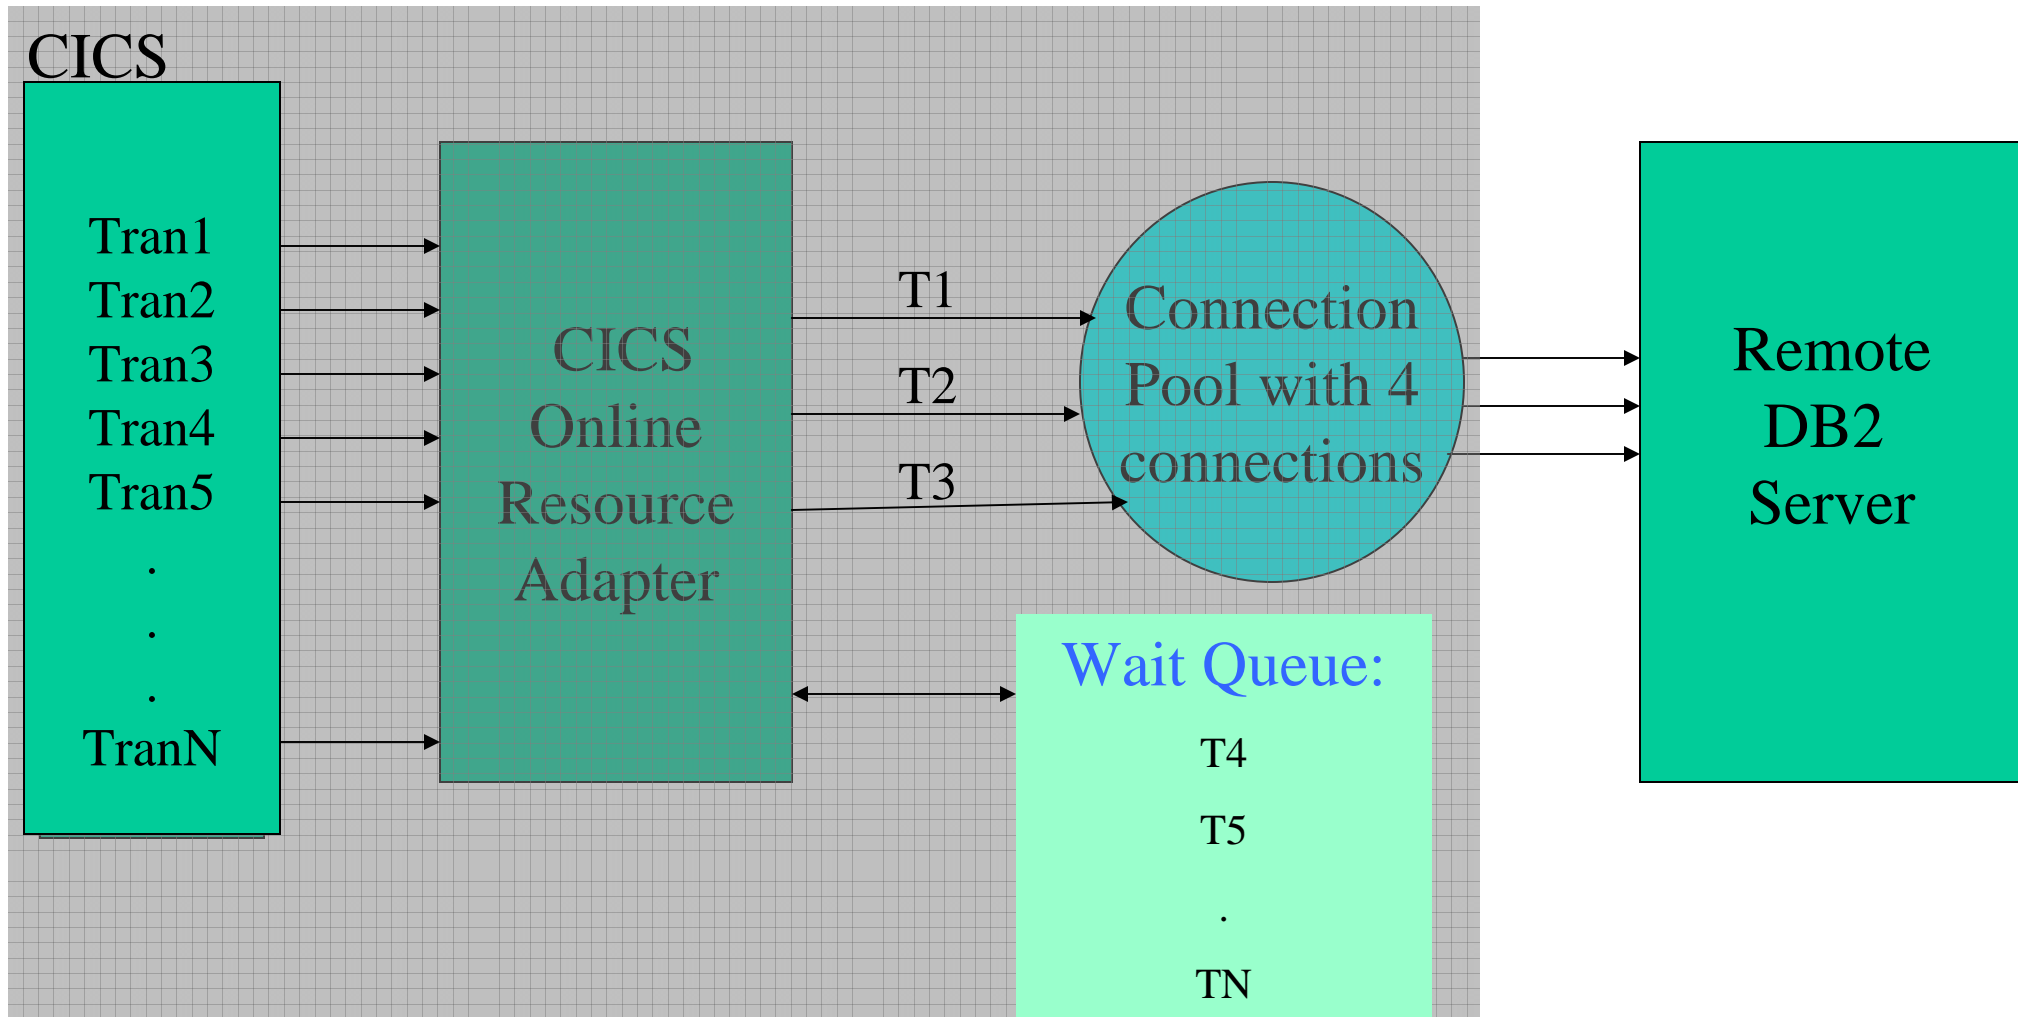 CICS
Tran1
Tran2
Tran3
Tran4
Tran5
.
.
.
TranN
CICS
Online
Resource
Adapter
T1
T2
T3
Connection
Pool with 4
connections
Wait Queue:
T4
T5
.
TN
Remote
DB2
Server